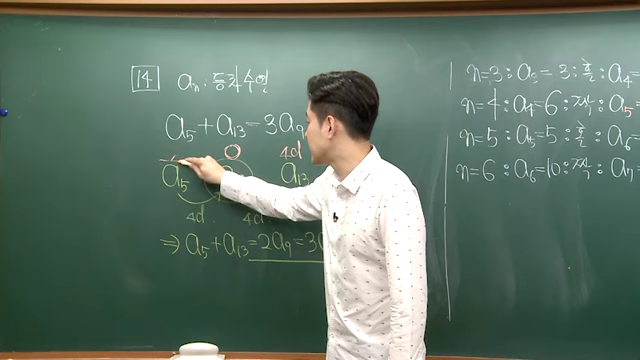 14. aₙ. 등차수열
a₅+a₁₃=3a₉
0 4d
a₅ a₁₃
4d. 4d.
⇒ a₅+a₁₃=2a₉=3
n=3 : a₃=3 : 홀 : a₄=
n=4 : a₄=6 : 짝 : a₅
n=5 : a₅=5 : 홀 : a₆=
n=6 : a₆=10 : 짝 : a₇=